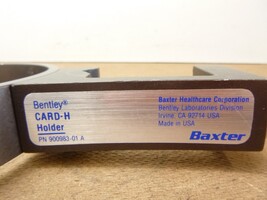 Bentley®
CARD-H
Holder
PN 900983-01 A
Baxter Healthcare Corporation
Bentley Laboratories Division
Irvine, CA 92714 USA
Made in USA
Baxter